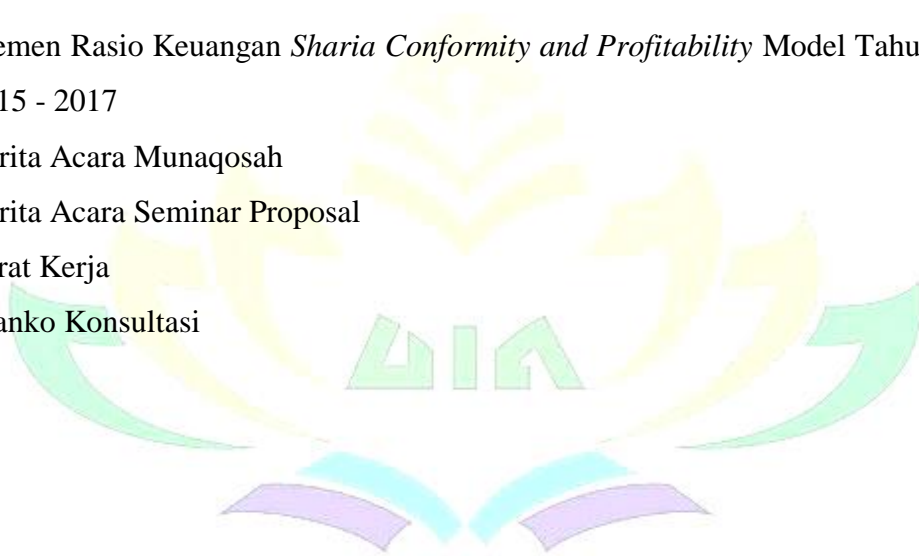 emen Rasio Keuangan Sharia Conformity and Profitability Model Tahu
15 - 2017
rita Acara Munaqosah
rita Acara Seminar Proposal
rat Kerja
anko Konsultasi
UIN